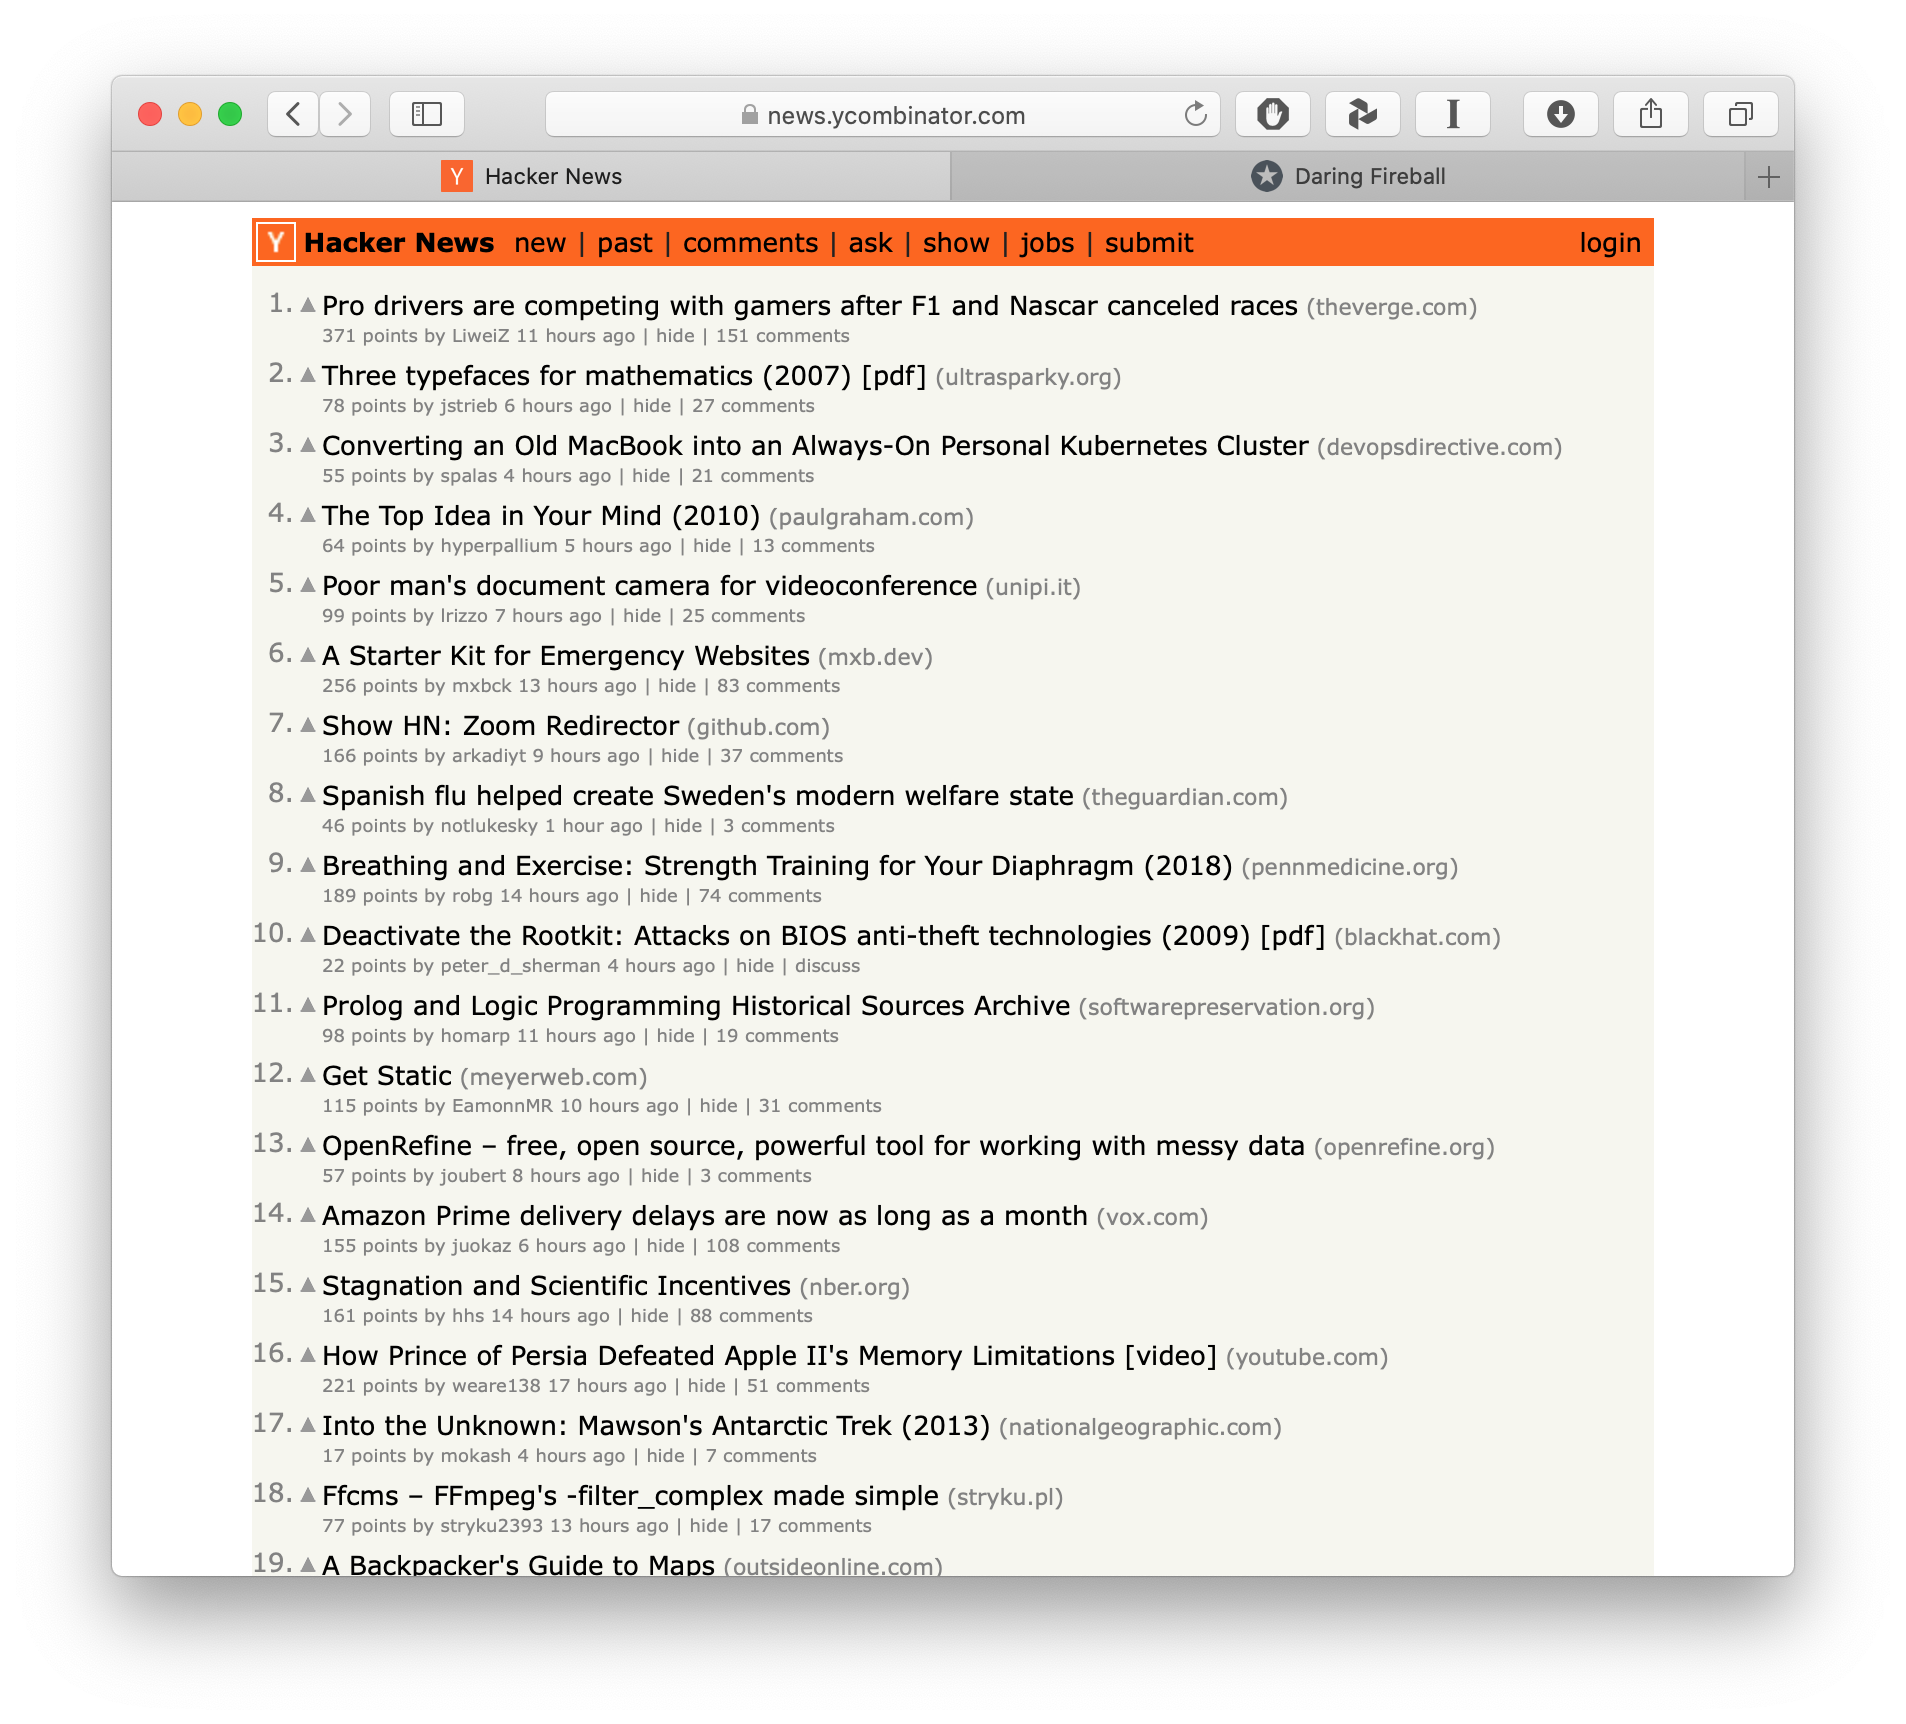 news.ycombinator.com
Y Hacker News
Daring Fireball
Y Hacker News new | past | comments | ask | show | jobs | submit login
1. Pro drivers are competing with gamers after F1 and Nascar canceled races (theverge.com)
371 points by LiweiZ 11 hours ago | hide | 151 comments
2. Three typefaces for mathematics (2007) [pdf] (ultrasparky.org)
78 points by jstrieb 6 hours ago | hide | 27 comments
3. Converting an Old MacBook into an Always-On Personal Kubernetes Cluster (devopsdirective.com)
55 points by spalas 4 hours ago | hide | 21 comments
4. The Top Idea in Your Mind (2010) (paulgraham.com)
64 points by hyperpallium 5 hours ago | hide | 13 comments
5. Poor man's document camera for videoconference (unipi.it)
99 points by lrizzo 7 hours ago | hide | 25 comments
6. A Starter Kit for Emergency Websites (mxb.dev)
256 points by mxbck 13 hours ago | hide | 83 comments
7. Show HN: Zoom Redirector (github.com)
166 points by arkadiyt 9 hours ago | hide | 37 comments
8. Spanish flu helped create Sweden's modern welfare state (theguardian.com)
46 points by notlukesky 1 hour ago | hide | 3 comments
9. Breathing and Exercise: Strength Training for Your Diaphragm (2018) (pennmedicine.org)
189 points by robg 14 hours ago | hide | 74 comments
10. Deactivate the Rootkit: Attacks on BIOS anti-theft technologies (2009) [pdf] (blackhat.com)
22 points by peter_d_sherman 4 hours ago | hide | discuss
11. Prolog and Logic Programming Historical Sources Archive (softwarepreservation.org)
98 points by homarp 11 hours ago | hide | 19 comments
12. Get Static (meyerweb.com)
115 points by EamonnMR 10 hours ago | hide | 31 comments
13. OpenRefine – free, open source, powerful tool for working with messy data (openrefine.org)
57 points by joubert 8 hours ago | hide | 3 comments
14. Amazon Prime delivery delays are now as long as a month (vox.com)
155 points by juokaz 6 hours ago | hide | 108 comments
15. Stagnation and Scientific Incentives (nber.org)
161 points by hhs 14 hours ago | hide | 88 comments
16. How Prince of Persia Defeated Apple II's Memory Limitations [video] (youtube.com)
221 points by weare138 17 hours ago | hide | 51 comments
17. Into the Unknown: Mawson's Antarctic Trek (2013) (nationalgeographic.com)
17 points by mokash 4 hours ago | hide | 7 comments
18. Ffcms – FFmpeg's -filter_complex made simple (stryku.pl)
77 points by stryku2393 13 hours ago | hide | 17 comments
19. A Backpacker's Guide to Maps (outsideonline.com)